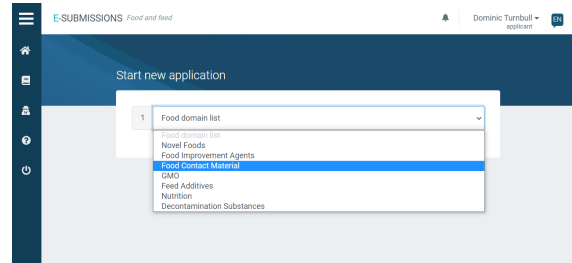 E-SUBMISSIONS Food and feed
Dominic Turnbull
applicant
EN
Start new application
1 Food domain list
Food domain list
Novel Foods
Food Improvement Agents
Food Contact Material
GMO
Feed Additives
Nutrition
Decontamination Substances